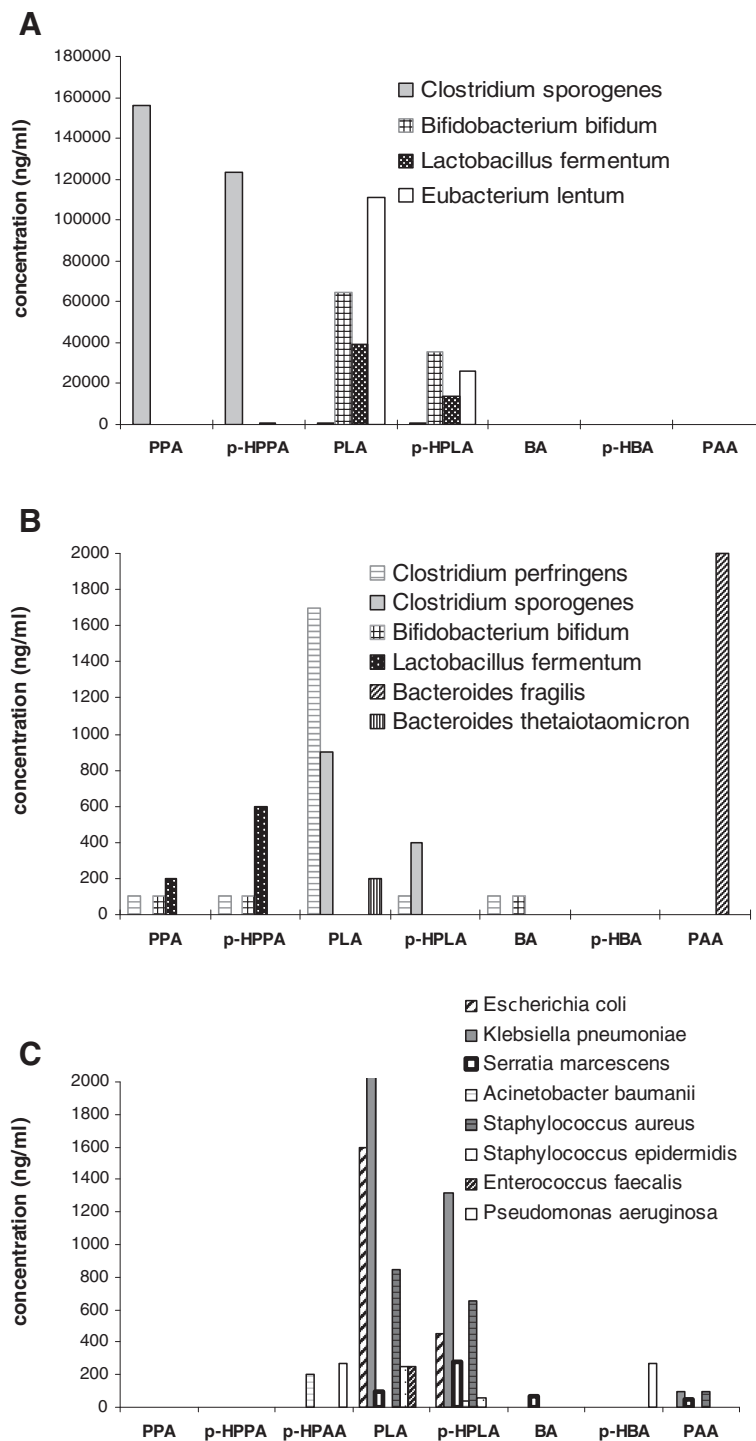 A
concentration (ng/ml)
180000
160000
140000
120000
100000
80000
60000
40000
20000
0
Clostridium sporogenes
Bifidobacterium bifidum
Lactobacillus fermentum
Eubacterium lentum
PPA p-HPPA PLA p-HPLA BA p-HBA PAA
B
concentration (ng/ml)
2000
1800
1600
1400
1200
1000
800
600
400
200
0
Clostridium perfringens
Clostridium sporogenes
Bifidobacterium bifidum
Lactobacillus fermentum
Bacteroides fragilis
Bacteroides thetaiotaomicron
PPA p-HPPA PLA p-HPLA BA p-HBA PAA
C
concentration (ng/ml)
2000
1600
1400
1200
1000
800
600
400
200
0
Escherichia coli
Klebsiella pneumoniae
Serratia marcescens
Acinetobacter baumanii
Staphylococcus aureus
Staphylococcus epidermidis
Enterococcus faecalis
Pseudomonas aeruginosa
PPA p-HPPA p-HPAA PLA p-HPLA BA p-HBA PAA